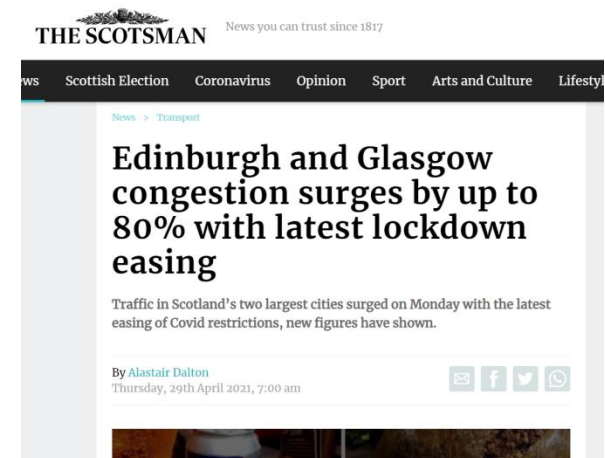 THE SCOTSMAN
News you can trust since 1817
ws Scottish Election Coronavirus Opinion Sport Arts and Culture Lifestyl
News > Transport
Edinburgh and Glasgow
congestion surges by up to
80% with latest lockdown
easing
Traffic in Scotland's two largest cities surged on Monday with the latest
easing of Covid restrictions, new figures have shown.
By Alastair Dalton
Thursday, 29th April 2021, 7:00 am